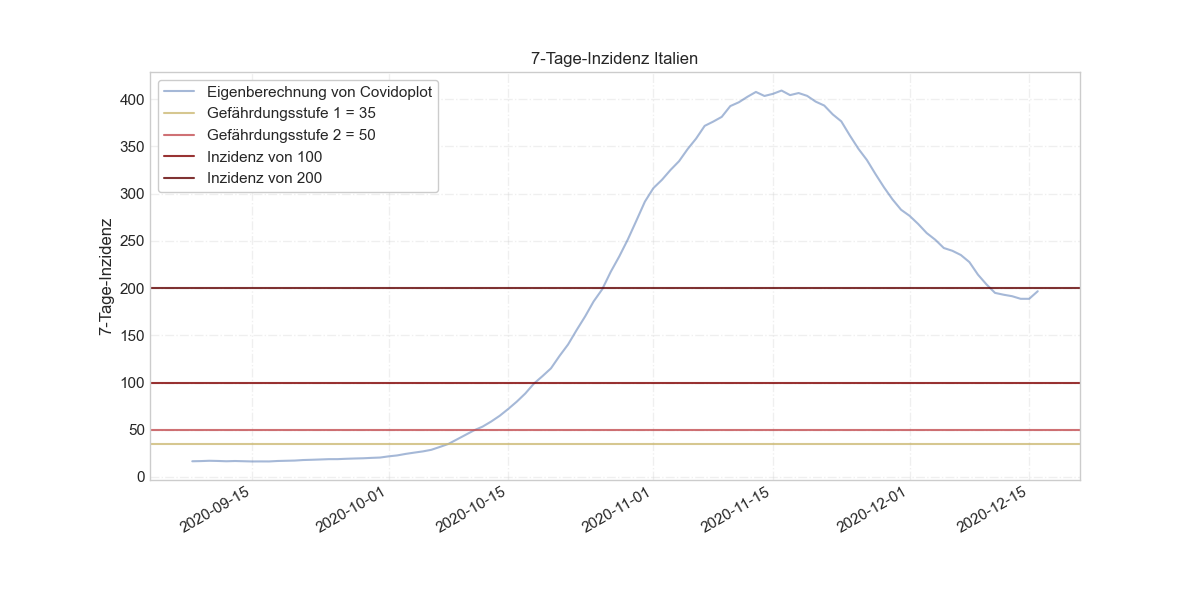 7-Tage-Inzidenz Italien
Eigenberechnung von Covidoplot
Gefährdungsstufe 1 = 35
Gefährdungsstufe 2 = 50
Inzidenz von 100
Inzidenz von 200
7-Tage-Inzidenz
400
350
300
250
200
150
100
50
0
2020-09-15
2020-10-01
2020-10-15
2020-11-01
2020-11-15
2020-12-01
2020-12-15